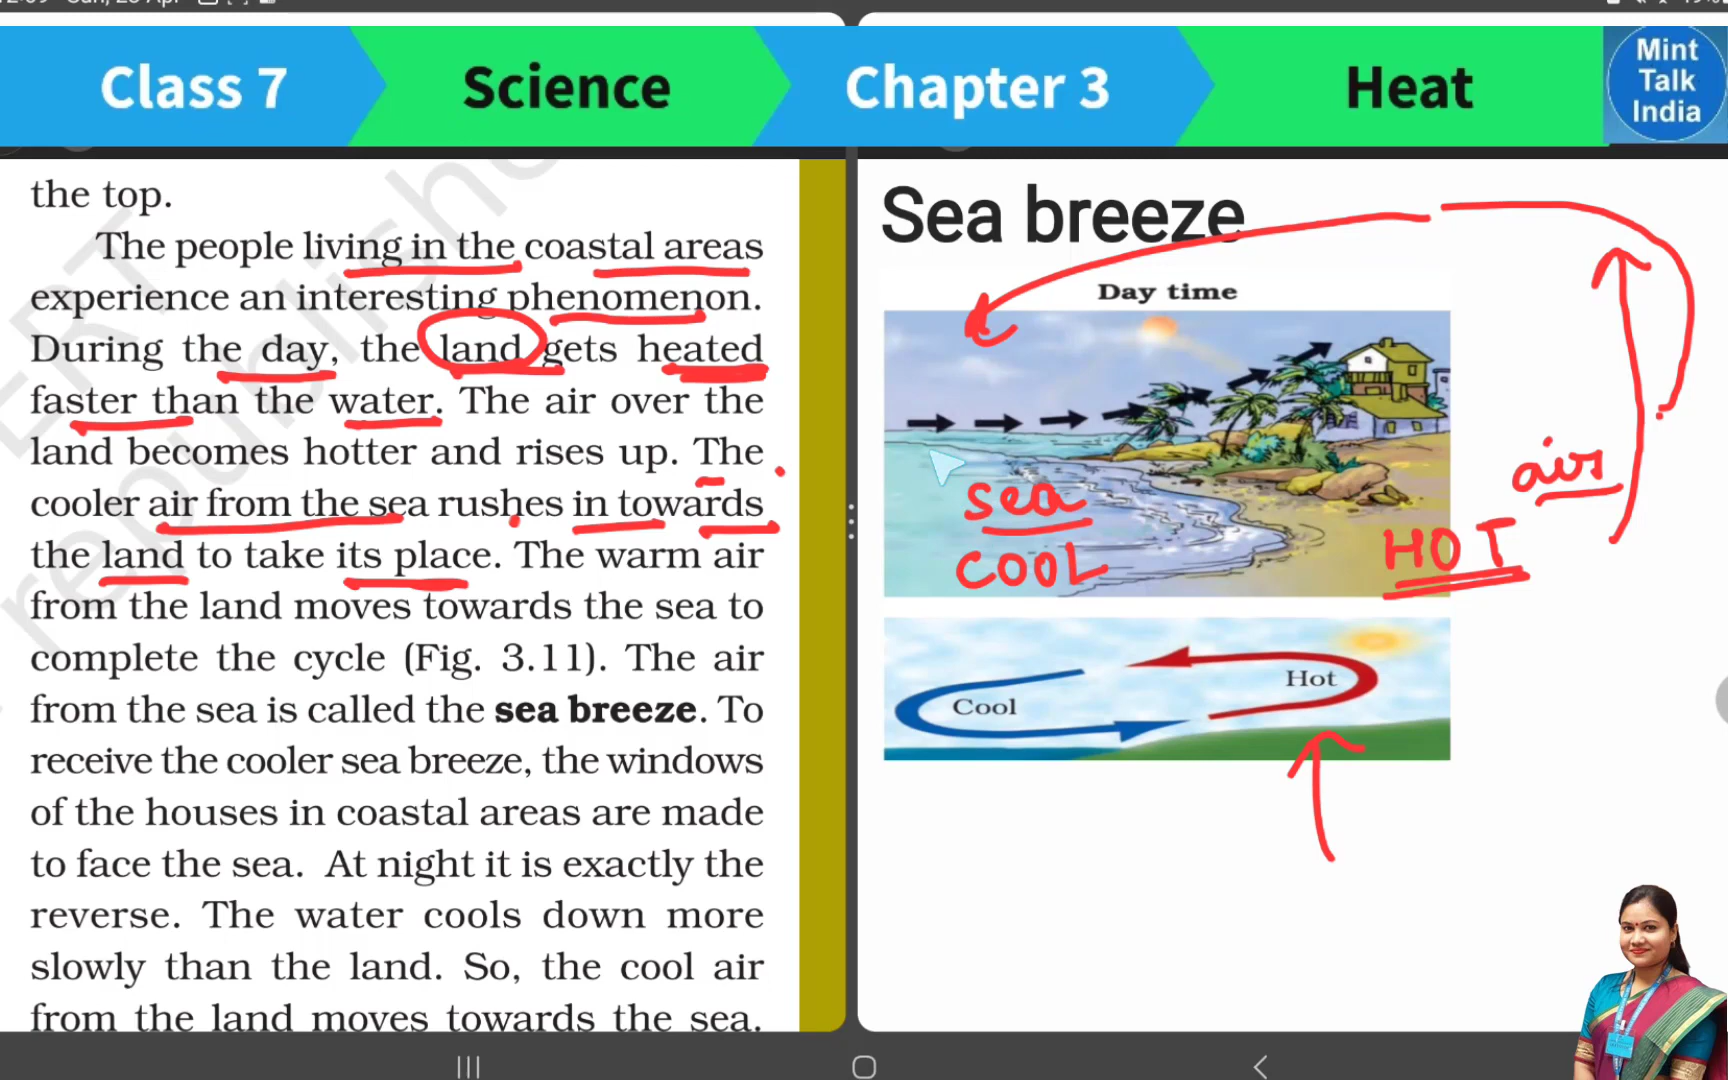 Class 7
Science
Chapter 3
Heat
Mint
Talk
India
the top.
The people living in the coastal areas
experience an interesting phenomenon.
During the day, the land gets heated
faster than the water. The air over the
land becomes hotter and rises up. The
cooler air from the sea rushes in towards
the land to take its place. The warm air
from the land moves towards the sea to
complete the cycle (Fig. 3.11). The air
from the sea is called the sea breeze. To
receive the cooler sea breeze, the windows
of the houses in coastal areas are made
to face the sea. At night it is exactly the
reverse. The water cools down more
slowly than the land. So, the cool air
from the land moves towards the sea.
Sea breeze
Day time
air
sea
HOT
COOL
Hot
Cool